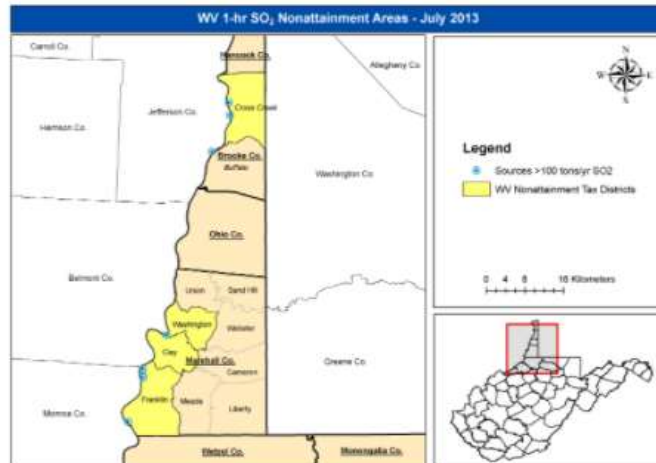 WV 1-hr SO₂ Nonattainment Areas - July 2013
Carroll Co.
Hancock Co.
Allegheny Co.
Jefferson Co.
Cross Creek
Harrison Co.
Brooke Co.
Buffalo
Washington Co.
Ohio Co.
Belmont Co.
Union
Sand Hill
Washington
Webster
Clay
Marshall Co.
Cameron
Greene Co.
Franklin
Meade
Liberty
Monroe Co.
Wetzel Co.
Monongalia Co.
N
W
E
S
Legend
Sources >100 tons/yr SO2
WV Nonattainment Tax Districts
0
4
8
16 Kilometers